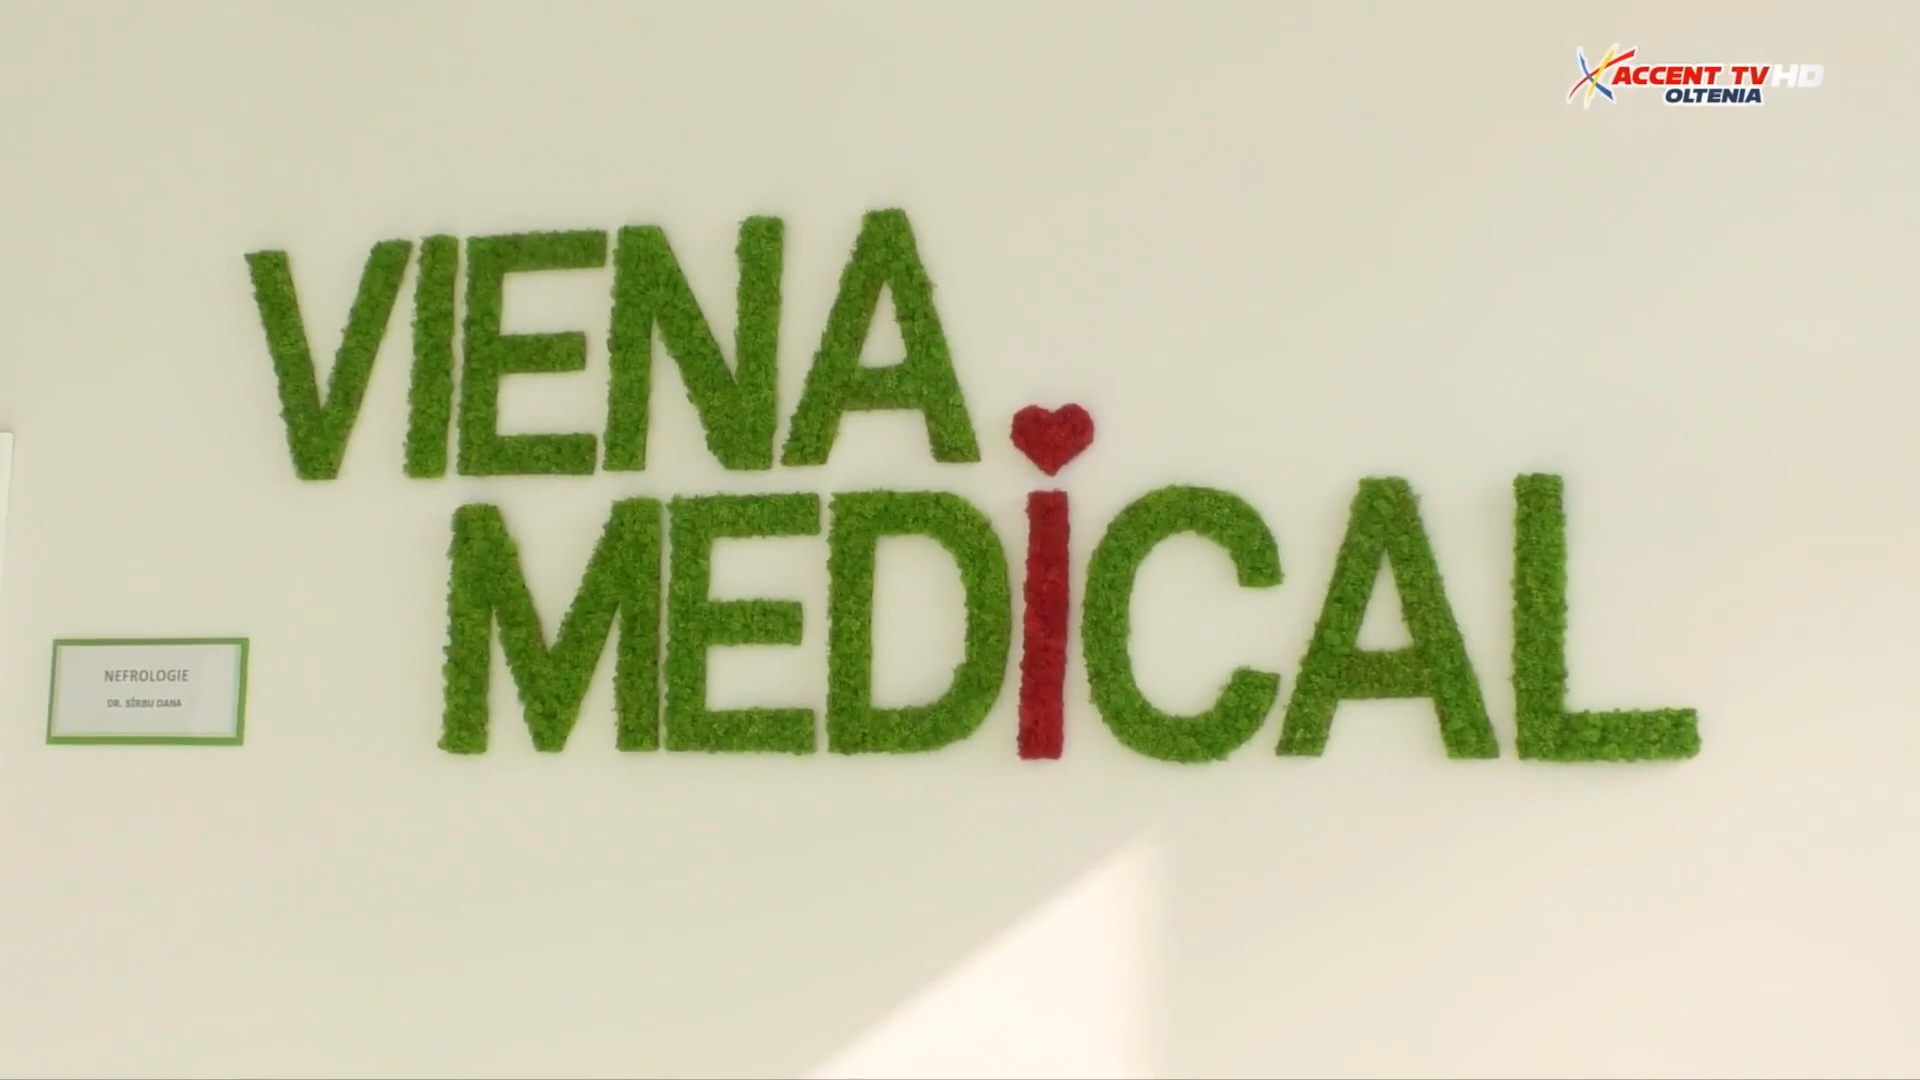 ACCENT TV HD
OLTENIA
VIENA
MEDiCAL
NEFROLOGIE
DR. SÎRBU DANA